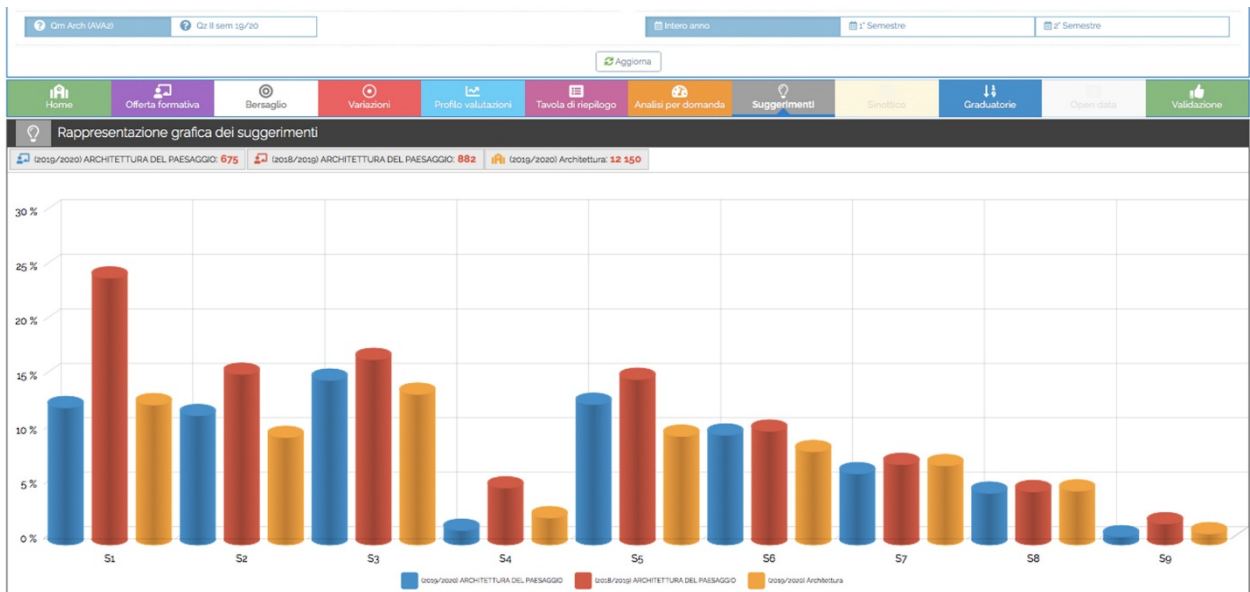 Qm Arch (AVA2)
Qz II sem 19/20
Intero anno
1° Semestre
2° Semestre
Aggiorna
Home
Offerta formativa
Bersaglio
Variazioni
Profilo valutazioni
Tavola di riepilogo
Analisi per domanda
Suggerimenti
Sinottico
Graduatorie
Open data
Validazione
Rappresentazione grafica dei suggerimenti
(2019/2020) ARCHITETTURA DEL PAESAGGIO: 675
(2018/2019) ARCHITETTURA DEL PAESAGGIO: 882
(2019/2020) Architettura: 12 150
30 %
25 %
20 %
15 %
10 %
5 %
0 %
S1
S2
S3
S4
S5
S6
S7
S8
S9
(2019/2020) ARCHITETTURA DEL PAESAGGIO
(2018/2019) ARCHITETTURA DEL PAESAGGIO
(2019/2020) Architettura